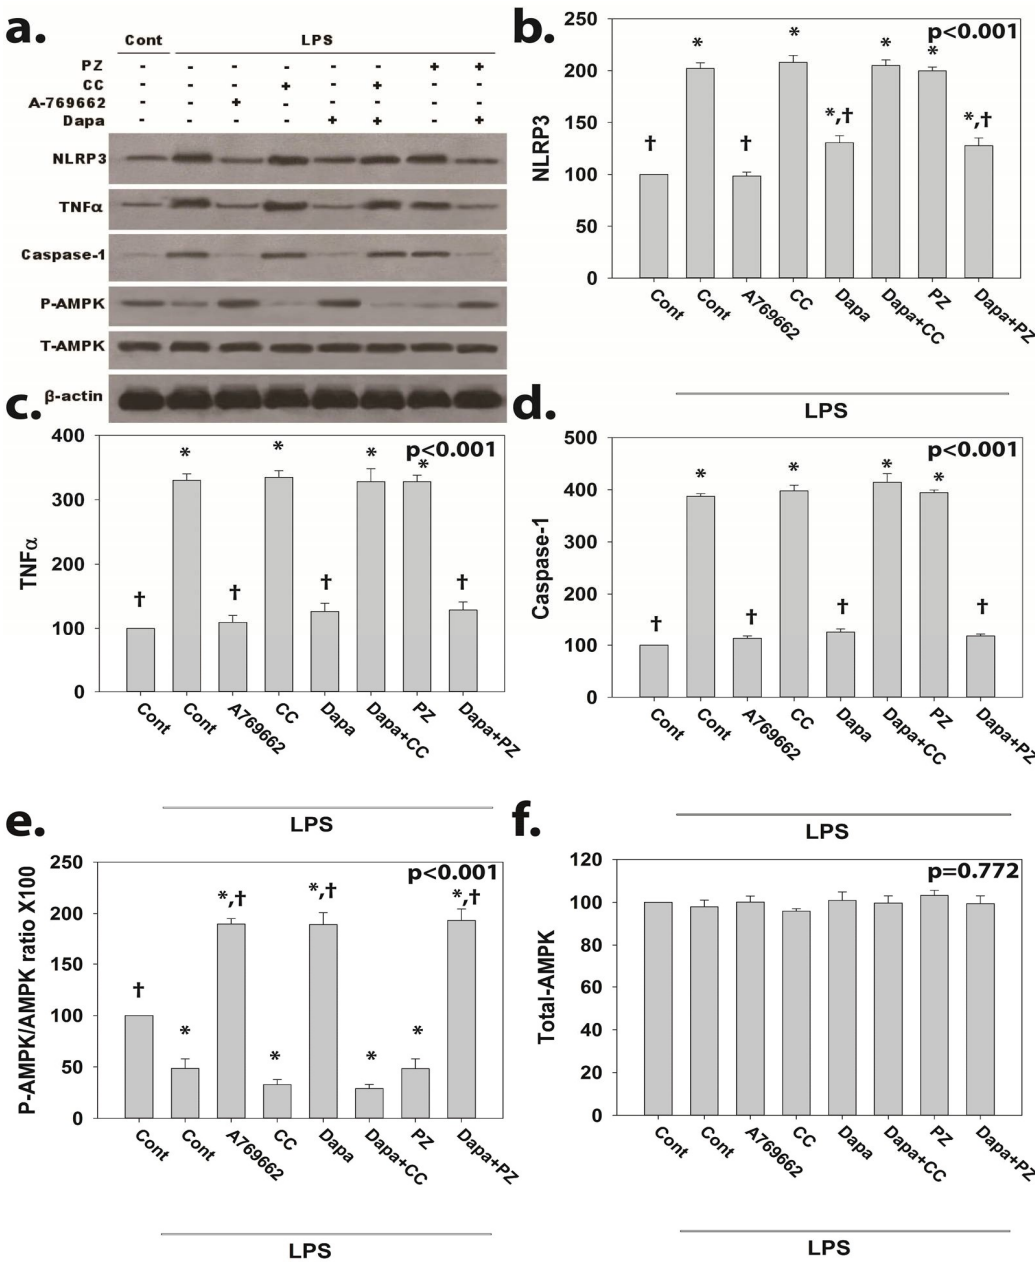 a.
Cont LPS
PZ - - - - - - + +
CC - - - + - + - -
A-769662 - - + - - - - -
Dapa - - - - + + - +
NLRP3
TNFα
Caspase-1
P-AMPK
T-AMPK
β-actin
b.
p<0.001
NLRP3
250
200
150
100
50
0
* * * *
† † *,† *,†
Cont Cont A769662 CC Dapa Dapa+CC PZ Dapa+PZ
LPS
c.
p<0.001
TNFα
400
300
200
100
0
* * * *
† † † †
Cont Cont A769662 CC Dapa Dapa+CC PZ Dapa+PZ
LPS
d.
p<0.001
Caspase-1
500
400
300
200
100
0
* * * *
† † † †
Cont Cont A769662 CC Dapa Dapa+CC PZ Dapa+PZ
LPS
e.
p<0.001
P-AMPK/AMPK ratio X100
250
200
150
100
50
0
*,† *,† *,†
† * * * *
Cont Cont A769662 CC Dapa Dapa+CC PZ Dapa+PZ
LPS
f.
p=0.772
Total-AMPK
120
100
80
60
40
20
0
Cont Cont A769662 CC Dapa Dapa+CC PZ Dapa+PZ
LPS